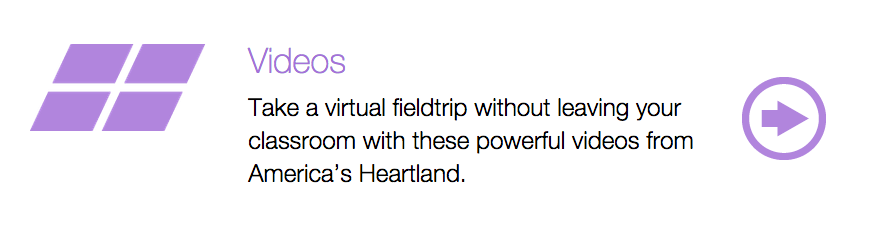 Videos
Take a virtual fieldtrip without leaving your
classroom with these powerful videos from
America’s Heartland.